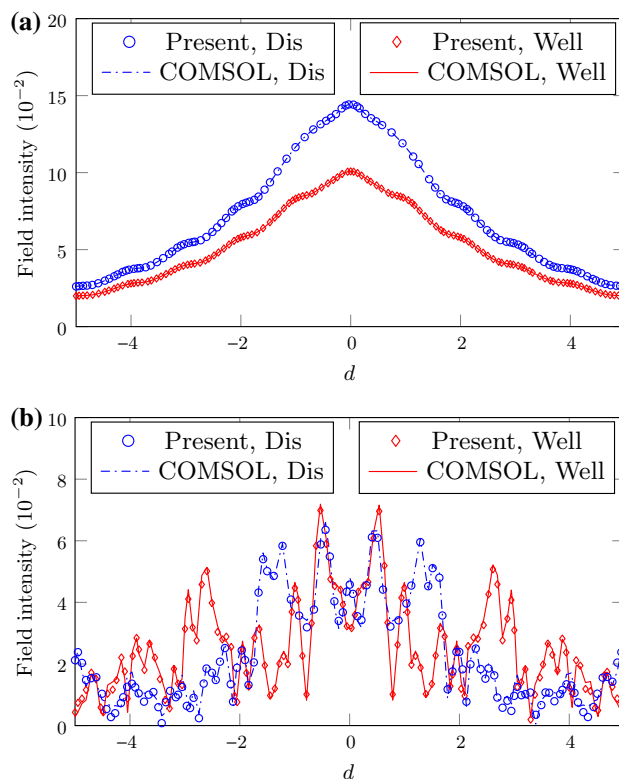 (a)
20
Present, Dis
COMSOL, Dis
Present, Well
COMSOL, Well
15
10
5
0
Field intensity (10⁻²)
−4
−2
0
2
4
d
(b)
10
Present, Dis
COMSOL, Dis
Present, Well
COMSOL, Well
8
6
4
2
0
Field intensity (10⁻²)
−4
−2
0
2
4
d